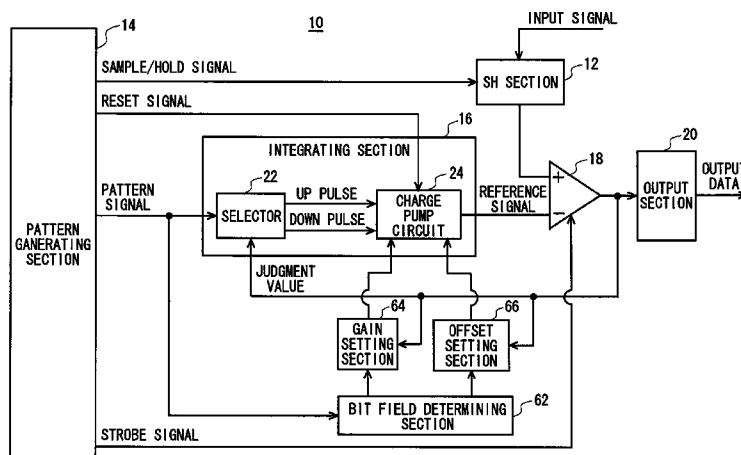 14
10
INPUT SIGNAL
SAMPLE/HOLD SIGNAL
SH SECTION
12
RESET SIGNAL
16
INTEGRATING SECTION
18
20
22
24
PATTERN SIGNAL
SELECTOR
UP PULSE
DOWN PULSE
CHARGE PUMP CIRCUIT
REFERENCE SIGNAL
+
−
OUTPUT SECTION
OUTPUT DATA
PATTERN GANERATING SECTION
JUDGMENT VALUE
64
66
GAIN SETTING SECTION
OFFSET SETTING SECTION
BIT FIELD DETERMINING SECTION
62
STROBE SIGNAL